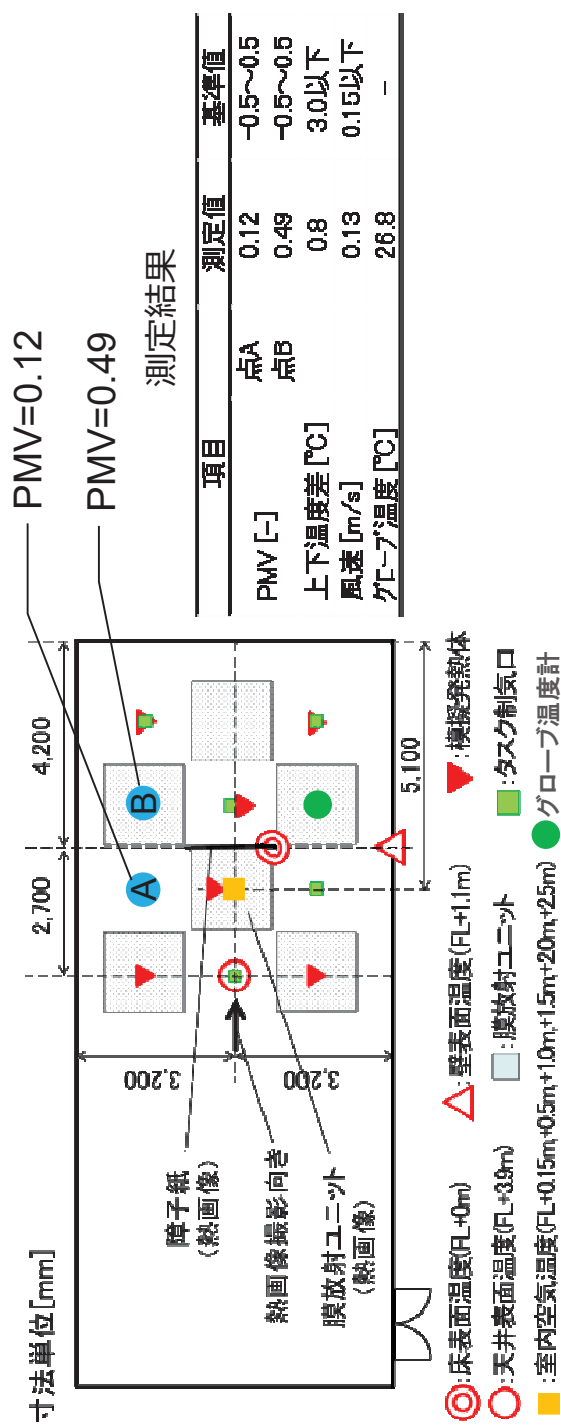 寸法単位[mm]
2,700
4,200
3,200
3,200
5,100
A
B
PMV=0.12
PMV=0.49
障子紙
(熱画像)
熱画像撮影向き
膜放射ユニット
(熱画像)
測定結果
項目 測定値 基準値
PMV[-] 点A 0.12 -0.5～0.5
点B 0.49 -0.5～0.5
上下温度差[℃] 0.8 3.0以下
風速[m/s] 0.13 0.15以下
グローブ温度[℃] 26.8 -
:床表面温度(FL+0m) :壁表面温度(FL+1.1m) :模擬発熱体
:天井表面温度(FL+3.9m) :膜放射ユニット :タスク制気口
:室内空気温度(FL+0.15m,+0.5m,+1.0m,+1.5m,+2.0m,+2.5m) グローブ温度計